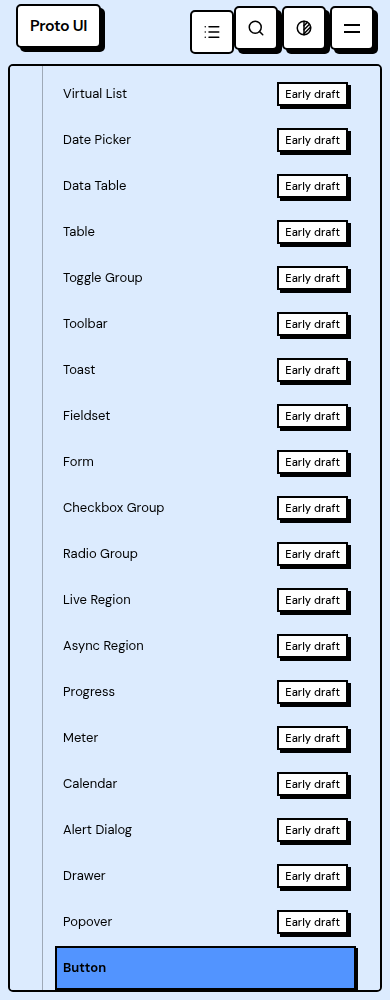 Proto UI
Virtual List Early draft
Date Picker Early draft
Data Table Early draft
Table Early draft
Toggle Group Early draft
Toolbar Early draft
Toast Early draft
Fieldset Early draft
Form Early draft
Checkbox Group Early draft
Radio Group Early draft
Live Region Early draft
Async Region Early draft
Progress Early draft
Meter Early draft
Calendar Early draft
Alert Dialog Early draft
Drawer Early draft
Popover Early draft
Button